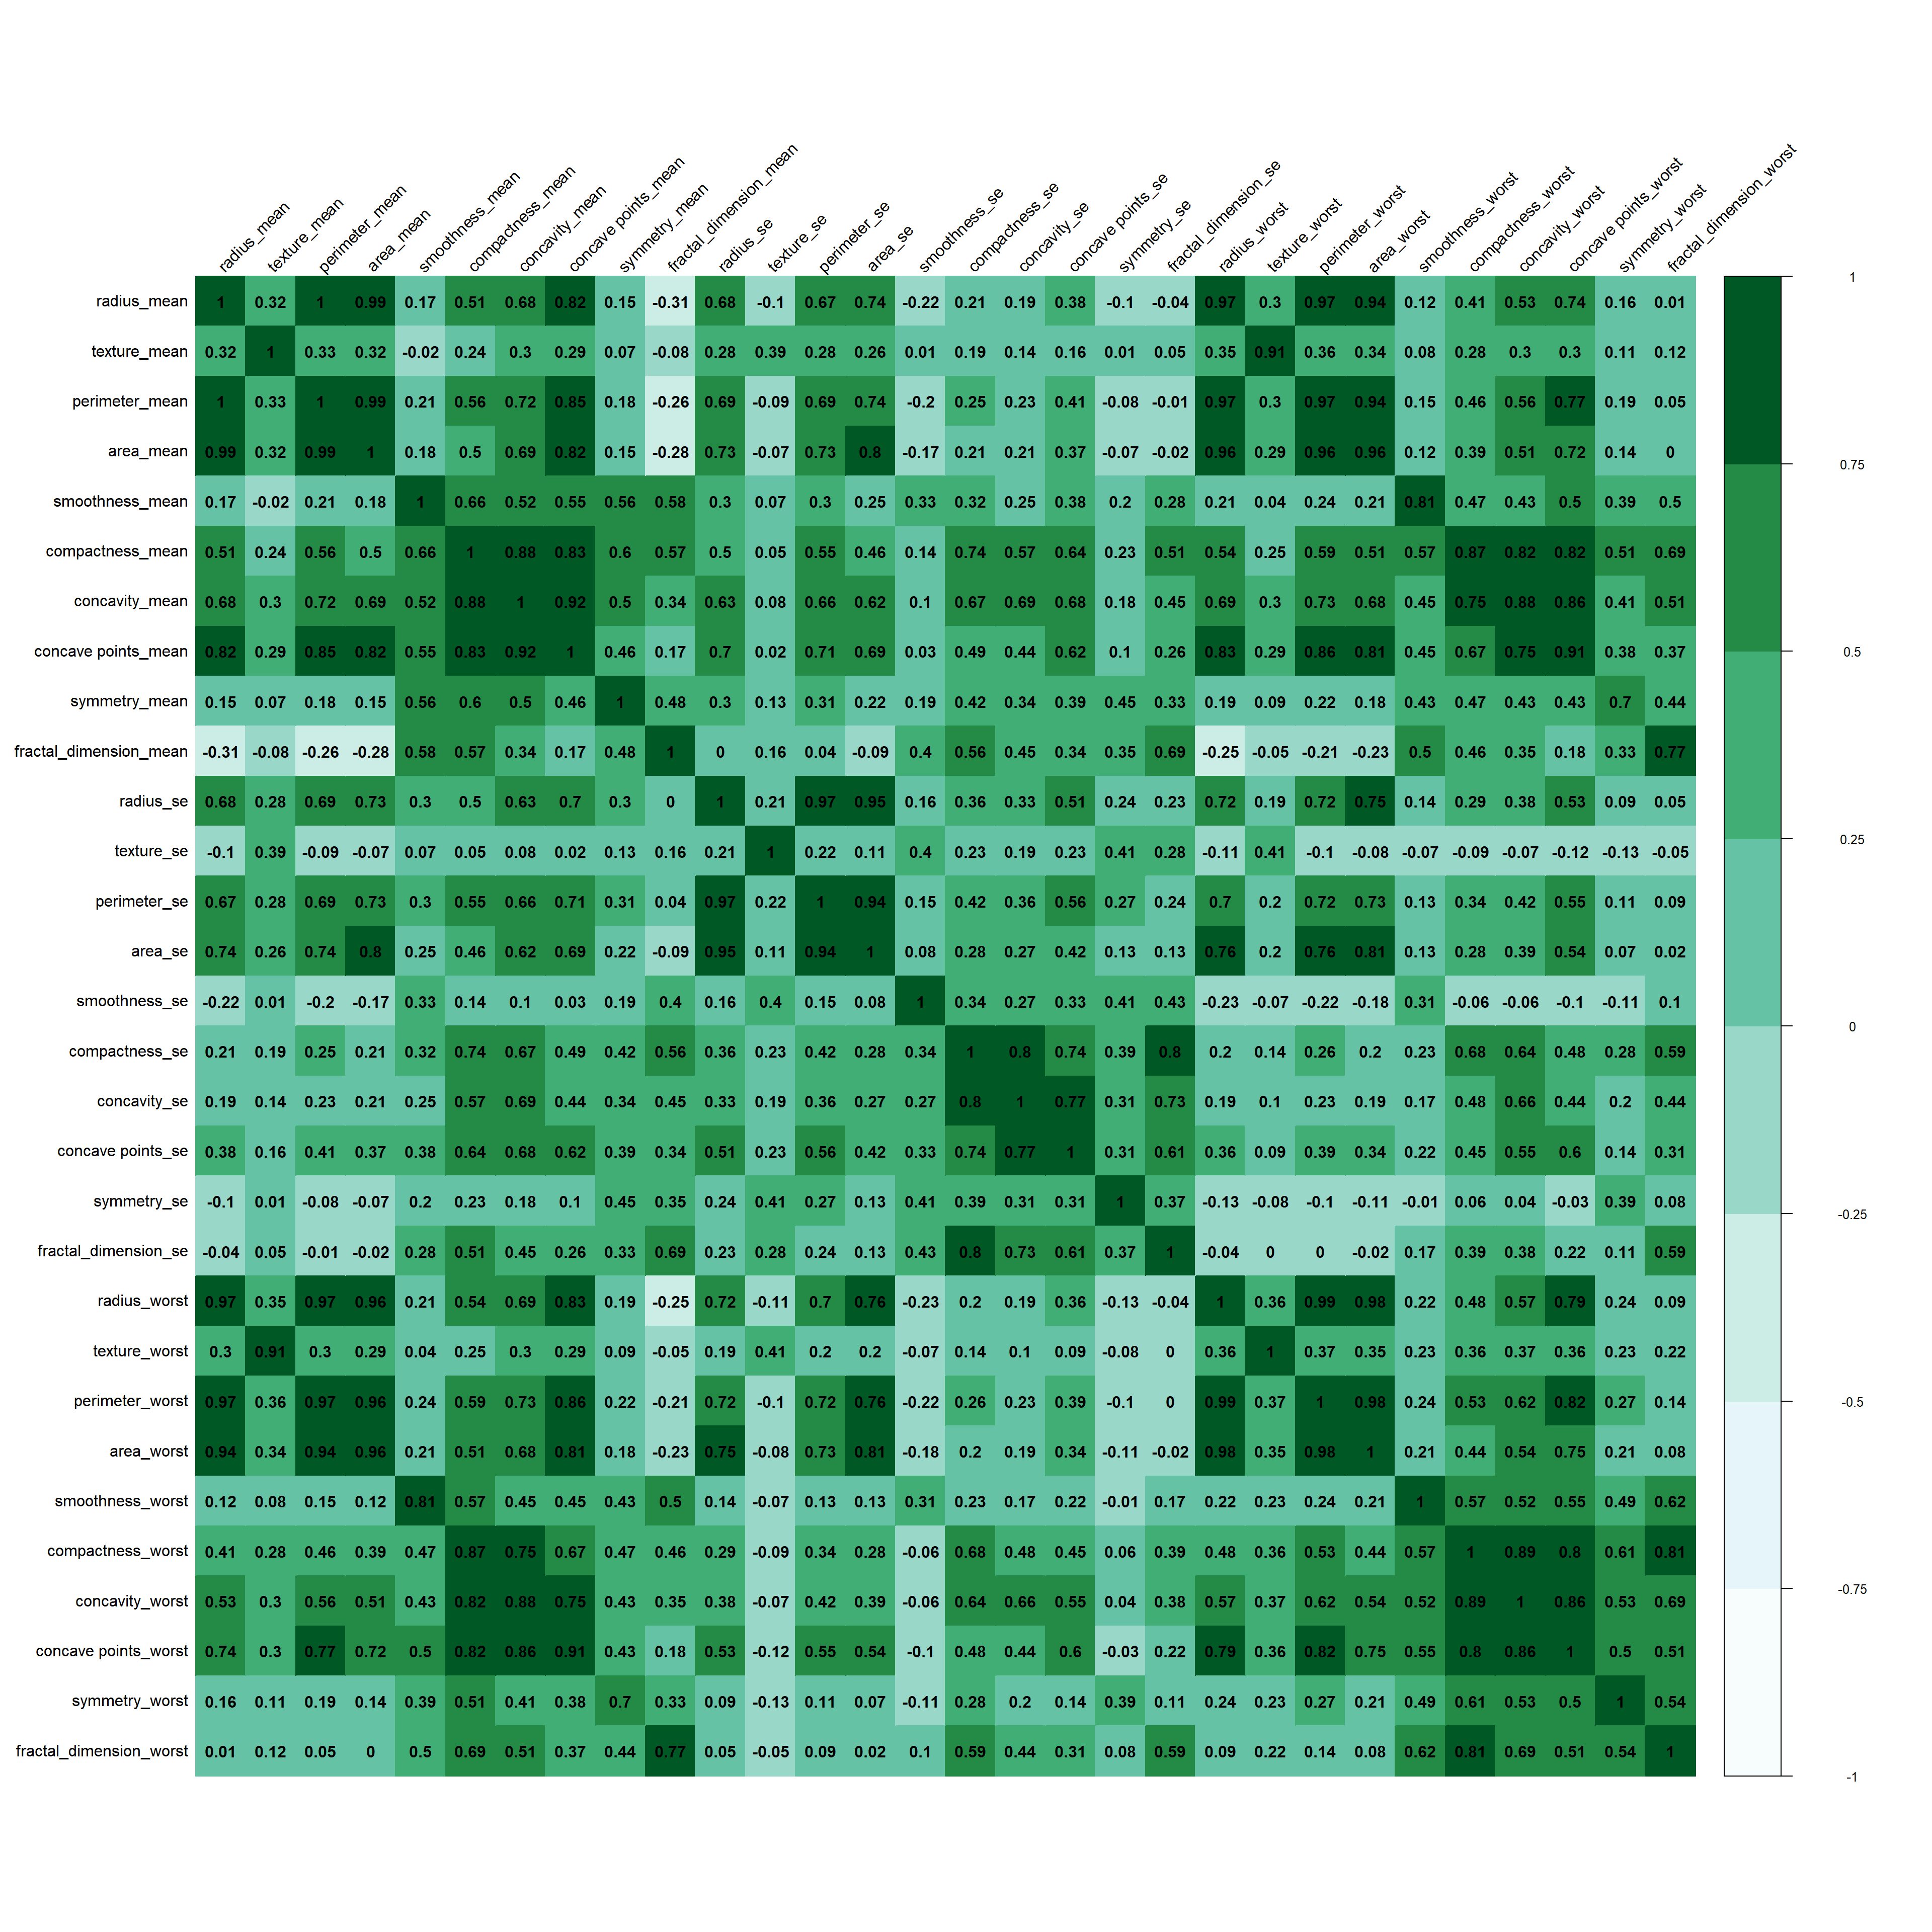 radius_mean texture_mean perimeter_mean area_mean smoothness_mean compactness_mean concavity_mean concave points_mean symmetry_mean fractal_dimension_mean radius_se texture_se perimeter_se area_se smoothness_se compactness_se concavity_se concave points_se symmetry_se fractal_dimension_se radius_worst texture_worst perimeter_worst area_worst smoothness_worst compactness_worst concavity_worst concave points_worst symmetry_worst fractal_dimension_worst
radius_mean 1 0.32 1 0.99 0.17 0.51 0.68 0.82 0.15 -0.31 0.68 -0.1 0.67 0.74 -0.22 0.21 0.19 0.38 -0.1 -0.04 0.97 0.3 0.97 0.94 0.12 0.41 0.53 0.74 0.16 0.01
texture_mean 0.32 1 0.33 0.32 -0.02 0.24 0.3 0.29 0.07 -0.08 0.28 0.39 0.28 0.26 0.01 0.19 0.14 0.16 0.01 0.05 0.35 0.91 0.36 0.34 0.08 0.28 0.3 0.3 0.11 0.12
perimeter_mean 1 0.33 1 0.99 0.21 0.56 0.72 0.85 0.18 -0.26 0.69 -0.09 0.69 0.74 -0.2 0.25 0.23 0.41 -0.08 -0.01 0.97 0.3 0.97 0.94 0.15 0.46 0.56 0.77 0.19 0.05
area_mean 0.99 0.32 0.99 1 0.18 0.5 0.69 0.82 0.15 -0.28 0.73 -0.07 0.73 0.8 -0.17 0.21 0.21 0.37 -0.07 -0.02 0.96 0.29 0.96 0.96 0.12 0.39 0.51 0.72 0.14 0
smoothness_mean 0.17 -0.02 0.21 0.18 1 0.66 0.52 0.55 0.56 0.58 0.3 0.07 0.3 0.25 0.33 0.32 0.25 0.38 0.2 0.28 0.21 0.04 0.24 0.21 0.81 0.47 0.43 0.5 0.39 0.5
compactness_mean 0.51 0.24 0.56 0.5 0.66 1 0.88 0.83 0.6 0.57 0.5 0.05 0.55 0.46 0.14 0.74 0.57 0.64 0.23 0.51 0.54 0.25 0.59 0.51 0.57 0.87 0.82 0.82 0.51 0.69
concavity_mean 0.68 0.3 0.72 0.69 0.52 0.88 1 0.92 0.5 0.34 0.63 0.08 0.66 0.62 0.1 0.67 0.69 0.68 0.18 0.45 0.69 0.3 0.73 0.68 0.45 0.75 0.88 0.86 0.41 0.51
concave points_mean 0.82 0.29 0.85 0.82 0.55 0.83 0.92 1 0.46 0.17 0.7 0.02 0.71 0.69 0.03 0.49 0.44 0.62 0.1 0.26 0.83 0.29 0.86 0.81 0.45 0.67 0.75 0.91 0.38 0.37
symmetry_mean 0.15 0.07 0.18 0.15 0.56 0.6 0.5 0.46 1 0.48 0.3 0.13 0.31 0.22 0.19 0.42 0.34 0.39 0.45 0.33 0.19 0.09 0.22 0.18 0.43 0.47 0.43 0.43 0.7 0.44
fractal_dimension_mean -0.31 -0.08 -0.26 -0.28 0.58 0.57 0.34 0.17 0.48 1 0 0.16 0.04 -0.09 0.4 0.56 0.45 0.34 0.35 0.69 -0.25 -0.05 -0.21 -0.23 0.5 0.46 0.35 0.18 0.33 0.77
radius_se 0.68 0.28 0.69 0.73 0.3 0.5 0.63 0.7 0.3 0 1 0.21 0.97 0.95 0.16 0.36 0.33 0.51 0.24 0.23 0.72 0.19 0.72 0.75 0.14 0.29 0.38 0.53 0.09 0.05
texture_se -0.1 0.39 -0.09 -0.07 0.07 0.05 0.08 0.02 0.13 0.16 0.21 1 0.22 0.11 0.4 0.23 0.19 0.23 0.41 0.28 -0.11 0.41 -0.1 -0.08 -0.07 -0.09 -0.07 -0.12 -0.13 -0.05
perimeter_se 0.67 0.28 0.69 0.73 0.3 0.55 0.66 0.71 0.31 0.04 0.97 0.22 1 0.94 0.15 0.42 0.36 0.56 0.27 0.24 0.7 0.2 0.72 0.73 0.13 0.34 0.42 0.55 0.11 0.09
area_se 0.74 0.26 0.74 0.8 0.25 0.46 0.62 0.69 0.22 -0.09 0.95 0.11 0.94 1 0.08 0.28 0.27 0.42 0.13 0.13 0.76 0.2 0.76 0.81 0.13 0.28 0.39 0.54 0.07 0.02
smoothness_se -0.22 0.01 -0.2 -0.17 0.33 0.14 0.1 0.03 0.19 0.4 0.16 0.4 0.15 0.08 1 0.34 0.27 0.33 0.41 0.43 -0.23 -0.07 -0.22 -0.18 0.31 -0.06 -0.06 -0.1 -0.11 0.1
compactness_se 0.21 0.19 0.25 0.21 0.32 0.74 0.67 0.49 0.42 0.56 0.36 0.23 0.42 0.28 0.34 1 0.8 0.74 0.39 0.8 0.2 0.14 0.26 0.2 0.23 0.68 0.64 0.48 0.28 0.59
concavity_se 0.19 0.14 0.23 0.21 0.25 0.57 0.69 0.44 0.34 0.45 0.33 0.19 0.36 0.27 0.27 0.8 1 0.77 0.31 0.73 0.19 0.1 0.23 0.19 0.17 0.48 0.66 0.44 0.2 0.44
concave points_se 0.38 0.16 0.41 0.37 0.38 0.64 0.68 0.62 0.39 0.34 0.51 0.23 0.56 0.42 0.33 0.74 0.77 1 0.31 0.61 0.36 0.09 0.39 0.34 0.22 0.45 0.55 0.6 0.14 0.31
symmetry_se -0.1 0.01 -0.08 -0.07 0.2 0.23 0.18 0.1 0.45 0.35 0.24 0.41 0.27 0.13 0.41 0.39 0.31 0.31 1 0.37 -0.13 -0.08 -0.1 -0.11 -0.01 0.06 0.04 -0.03 0.39 0.08
fractal_dimension_se -0.04 0.05 -0.01 -0.02 0.28 0.51 0.45 0.26 0.33 0.69 0.23 0.28 0.24 0.13 0.43 0.8 0.73 0.61 0.37 1 -0.04 0 0 -0.02 0.17 0.39 0.38 0.22 0.11 0.59
radius_worst 0.97 0.35 0.97 0.96 0.21 0.54 0.69 0.83 0.19 -0.25 0.72 -0.11 0.7 0.76 -0.23 0.2 0.19 0.36 -0.13 -0.04 1 0.36 0.99 0.98 0.22 0.48 0.57 0.79 0.24 0.09
texture_worst 0.3 0.91 0.3 0.29 0.04 0.25 0.3 0.29 0.09 -0.05 0.19 0.41 0.2 0.2 -0.07 0.14 0.1 0.09 -0.08 0 0.36 1 0.37 0.35 0.23 0.36 0.37 0.36 0.23 0.22
perimeter_worst 0.97 0.36 0.97 0.96 0.24 0.59 0.73 0.86 0.22 -0.21 0.72 -0.1 0.72 0.76 -0.22 0.26 0.23 0.39 -0.1 0 0.99 0.37 1 0.98 0.24 0.53 0.62 0.82 0.27 0.14
area_worst 0.94 0.34 0.94 0.96 0.21 0.51 0.68 0.81 0.18 -0.23 0.75 -0.08 0.73 0.81 -0.18 0.2 0.19 0.34 -0.11 -0.02 0.98 0.35 0.98 1 0.21 0.44 0.54 0.75 0.21 0.08
smoothness_worst 0.12 0.08 0.15 0.12 0.81 0.57 0.45 0.45 0.43 0.5 0.14 -0.07 0.13 0.13 0.31 0.23 0.17 0.22 -0.01 0.17 0.22 0.23 0.24 0.21 1 0.57 0.52 0.55 0.49 0.62
compactness_worst 0.41 0.28 0.46 0.39 0.47 0.87 0.75 0.67 0.47 0.46 0.29 -0.09 0.34 0.28 -0.06 0.68 0.48 0.45 0.06 0.39 0.48 0.36 0.53 0.44 0.57 1 0.89 0.8 0.61 0.81
concavity_worst 0.53 0.3 0.56 0.51 0.43 0.82 0.88 0.75 0.43 0.35 0.38 -0.07 0.42 0.39 -0.06 0.64 0.66 0.55 0.04 0.38 0.57 0.37 0.62 0.54 0.52 0.89 1 0.86 0.53 0.69
concave points_worst 0.74 0.3 0.77 0.72 0.5 0.82 0.86 0.91 0.43 0.18 0.53 -0.12 0.55 0.54 -0.1 0.48 0.44 0.6 -0.03 0.22 0.79 0.36 0.82 0.75 0.55 0.8 0.86 1 0.5 0.51
symmetry_worst 0.16 0.11 0.19 0.14 0.39 0.51 0.41 0.38 0.7 0.33 0.09 -0.13 0.11 0.07 -0.11 0.28 0.2 0.14 0.39 0.11 0.24 0.23 0.27 0.21 0.49 0.61 0.53 0.5 1 0.54
fractal_dimension_worst 0.01 0.12 0.05 0 0.5 0.69 0.51 0.37 0.44 0.77 0.05 -0.05 0.09 0.02 0.1 0.59 0.44 0.31 0.08 0.59 0.09 0.22 0.14 0.08 0.62 0.81 0.69 0.51 0.54 1
1
0.75
0.5
0.25
0
-0.25
-0.5
-0.75
-1